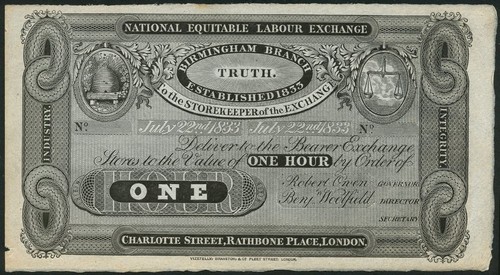 NATIONAL EQUITABLE LABOUR EXCHANGE
BIRMINGHAM BRANCH
TRUTH.
ESTABLISHED 1833
To the STOREKEEPER of the EXCHANGE
INDUSTRY.
INTEGRITY.
No. July 22nd 1833 July 22nd 1833 No.
Deliver to the Bearer Exchange
Stores to the Value of ONE HOUR by Order of
HOUR
ONE
Robert Owen GOVERNOR
Benj. Woolfield DIRECTOR
SECRETARY
CHARLOTTE STREET, RATHBONE PLACE, LONDON.
LONDON.